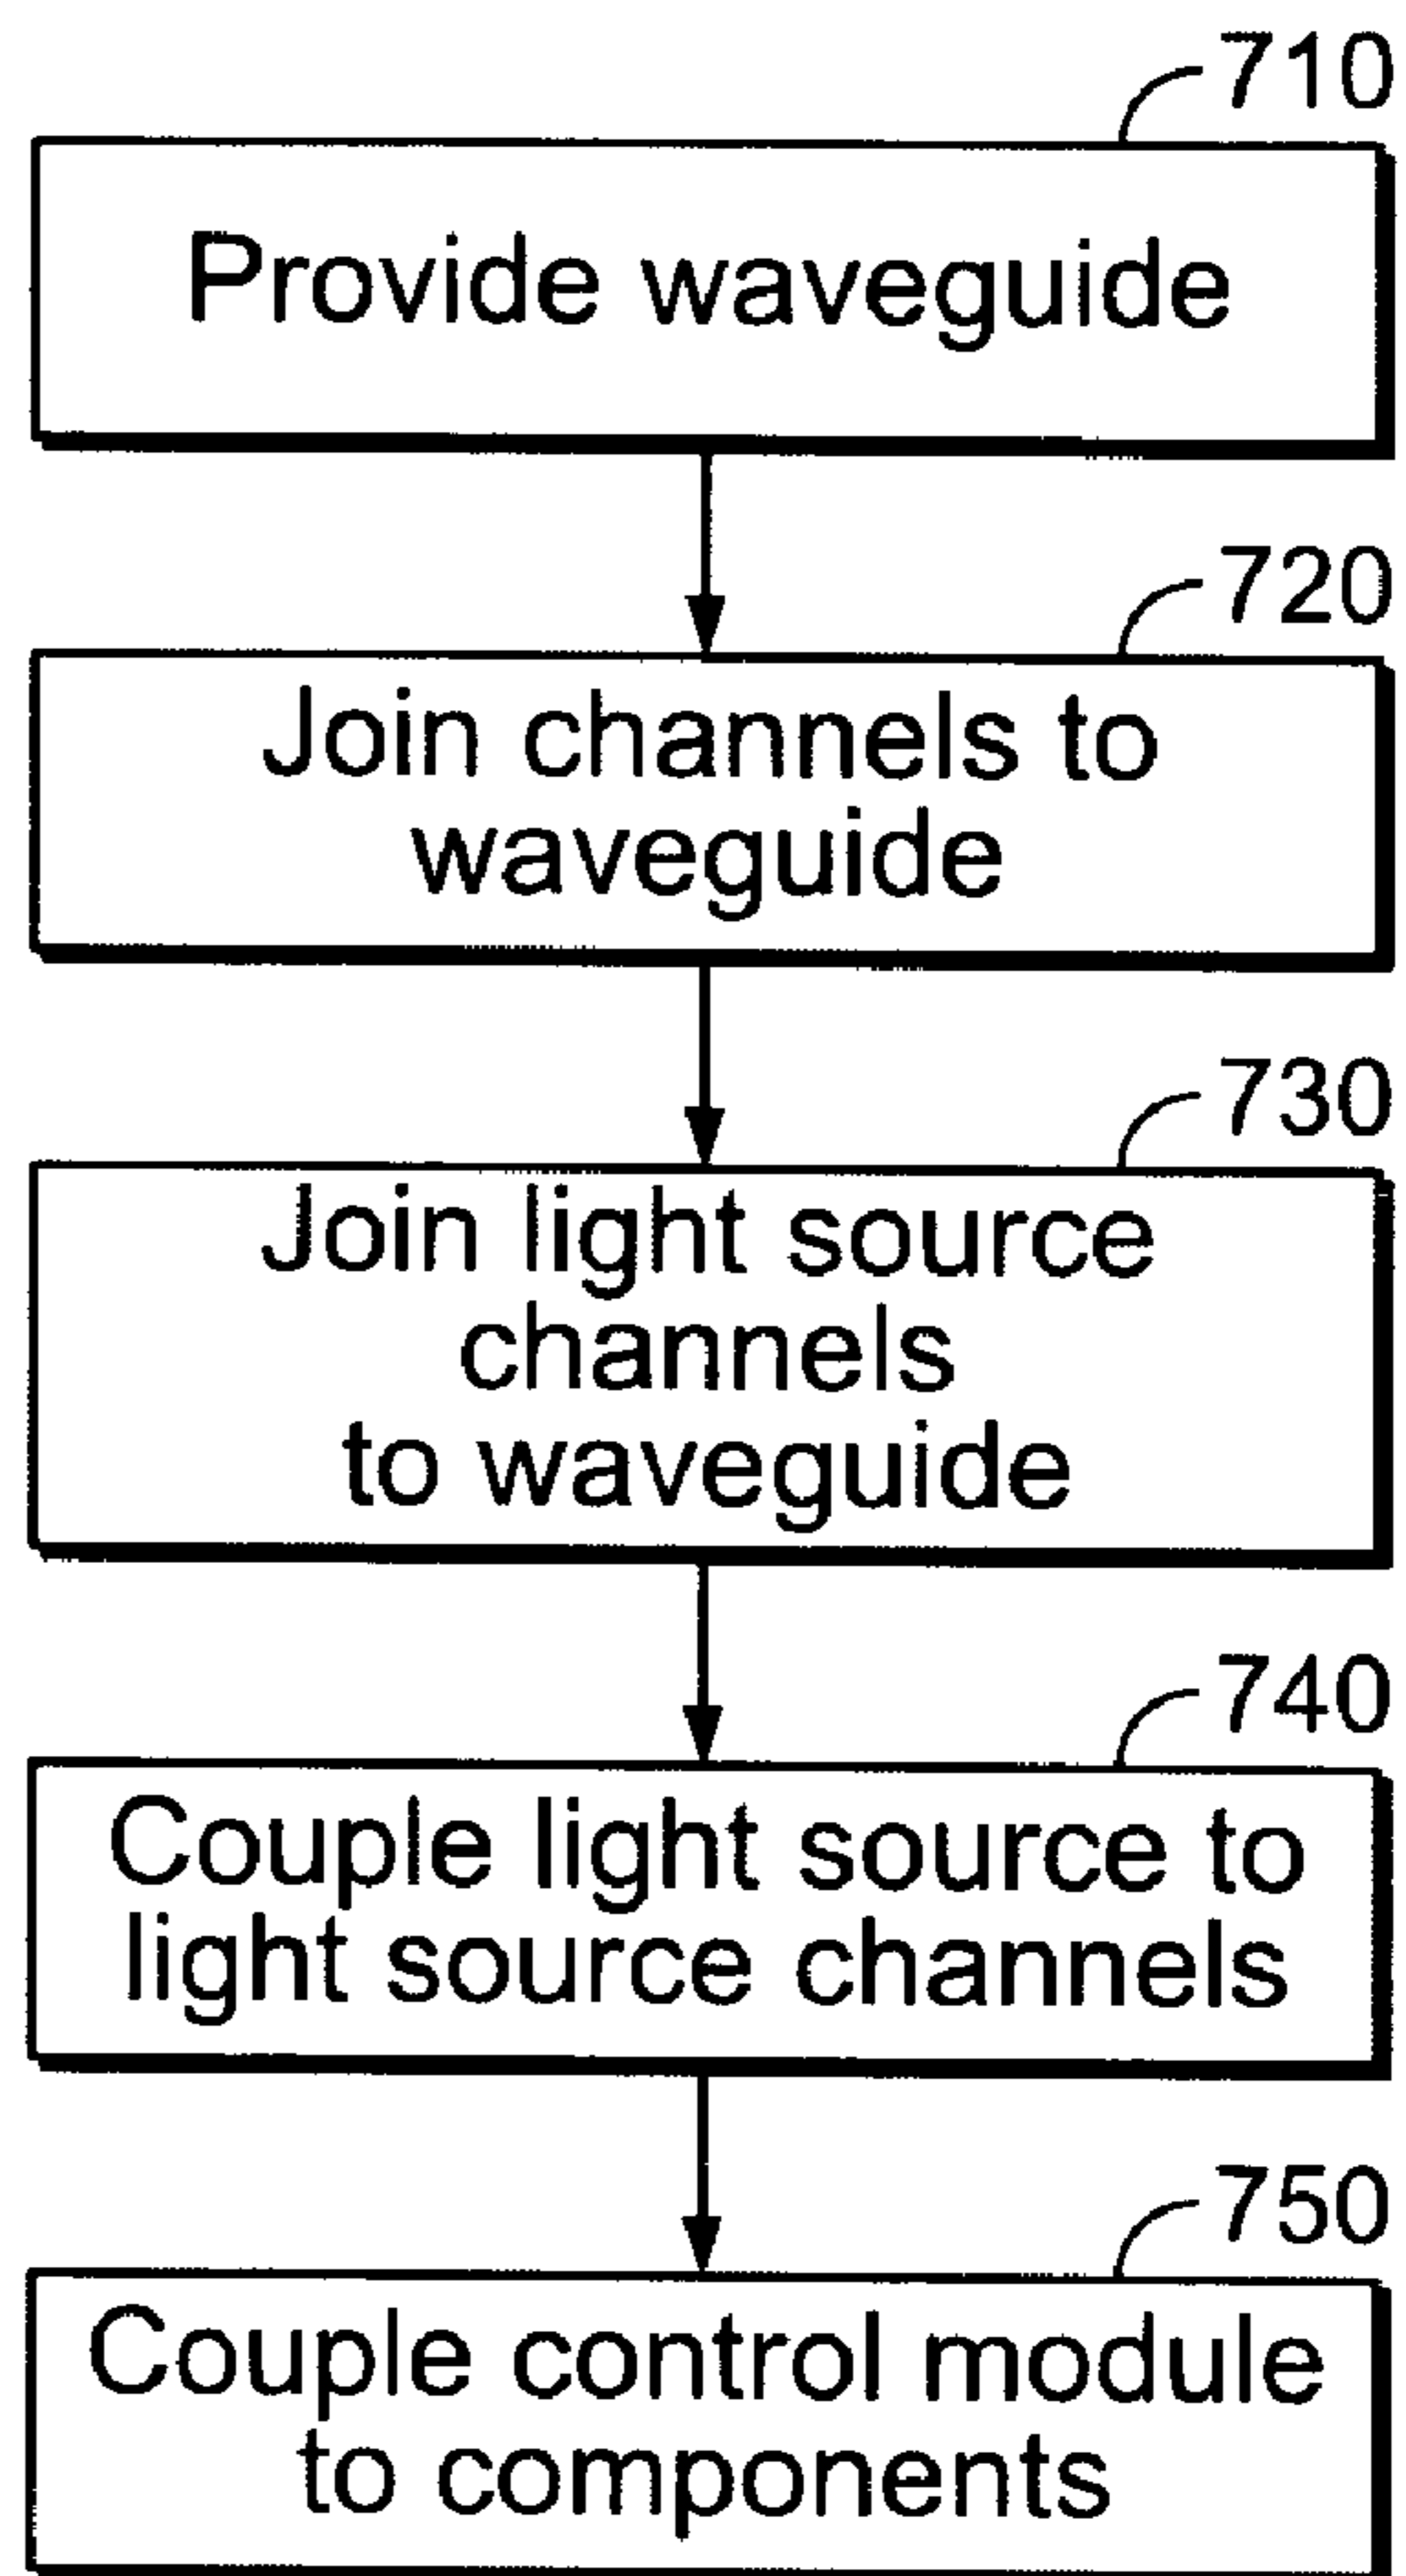 710
Provide waveguide
720
Join channels to
waveguide
730
Join light source
channels
to waveguide
740
Couple light source to
light source channels
750
Couple control module
to components